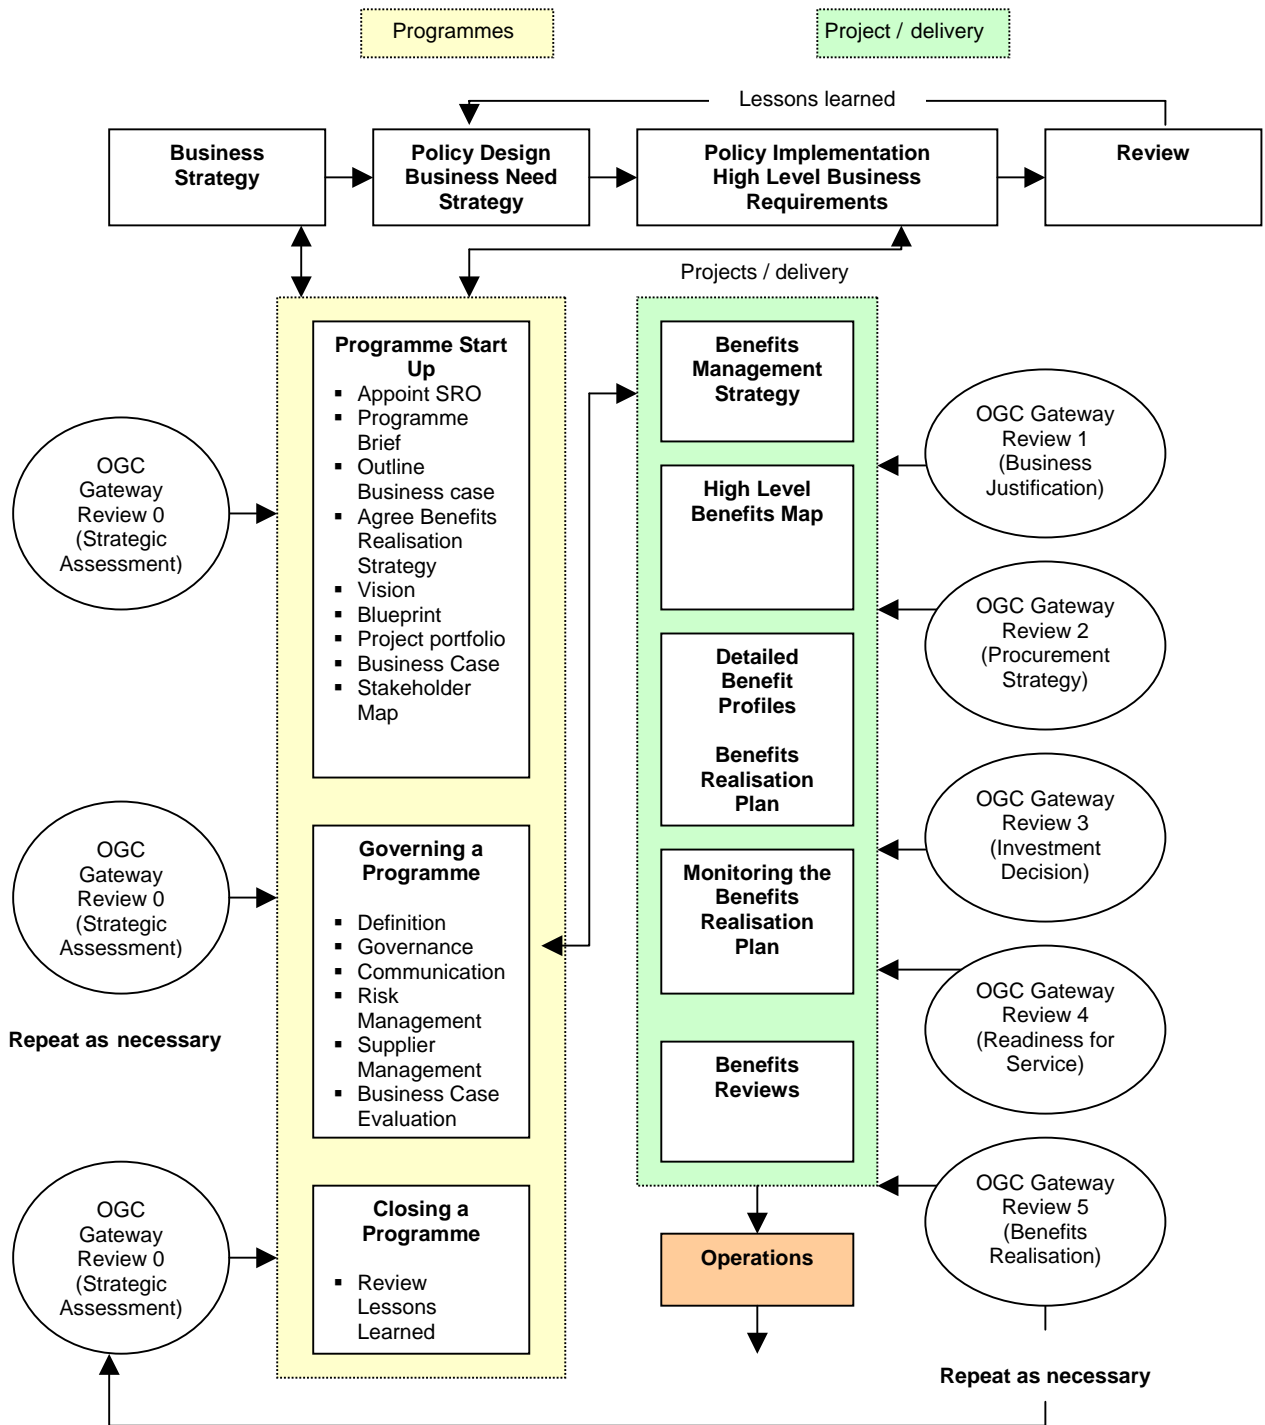 Programmes
Project / delivery
Lessons learned
Business
Strategy
Policy Design
Business Need
Strategy
Policy Implementation
High Level Business
Requirements
Review
Projects / delivery
OGC
Gateway
Review 0
(Strategic
Assessment)
Programme Start
Up
▪ Appoint SRO
▪ Programme
Brief
▪ Outline
Business case
▪ Agree Benefits
Realisation
Strategy
▪ Vision
▪ Blueprint
▪ Project portfolio
▪ Business Case
▪ Stakeholder
Map
OGC
Gateway
Review 0
(Strategic
Assessment)
Repeat as necessary
Governing a
Programme
▪ Definition
▪ Governance
▪ Communication
▪ Risk
Management
▪ Supplier
Management
▪ Business Case
Evaluation
OGC
Gateway
Review 0
(Strategic
Assessment)
Closing a
Programme
▪ Review
Lessons
Learned
Benefits
Management
Strategy
High Level
Benefits Map
Detailed
Benefit
Profiles
Benefits
Realisation
Plan
Monitoring the
Benefits
Realisation
Plan
Benefits
Reviews
Operations
OGC Gateway
Review 1
(Business
Justification)
OGC Gateway
Review 2
(Procurement
Strategy)
OGC Gateway
Review 3
(Investment
Decision)
OGC Gateway
Review 4
(Readiness for
Service)
OGC Gateway
Review 5
(Benefits
Realisation)
Repeat as necessary